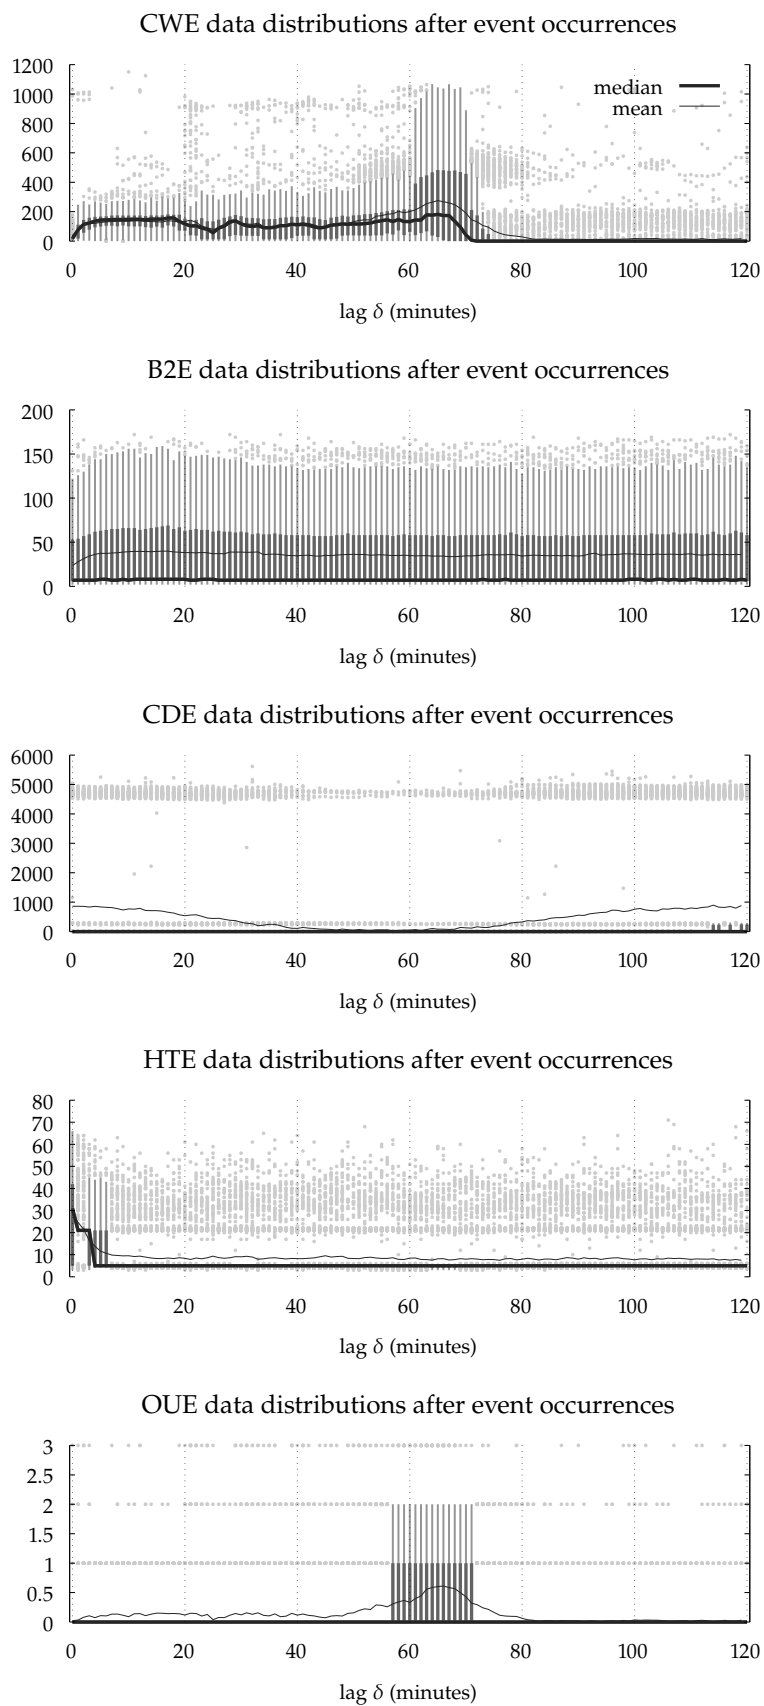 CWE data distributions after event occurrences
1200
1000
800
600
400
200
0
median
mean
0 20 40 60 80 100 120
lag δ (minutes)
B2E data distributions after event occurrences
200
150
100
50
0
0 20 40 60 80 100 120
lag δ (minutes)
CDE data distributions after event occurrences
6000
5000
4000
3000
2000
1000
0
0 20 40 60 80 100 120
lag δ (minutes)
HTE data distributions after event occurrences
80
70
60
50
40
30
20
10
0
0 20 40 60 80 100 120
lag δ (minutes)
OUE data distributions after event occurrences
3
2.5
2
1.5
1
0.5
0
0 20 40 60 80 100 120
lag δ (minutes)